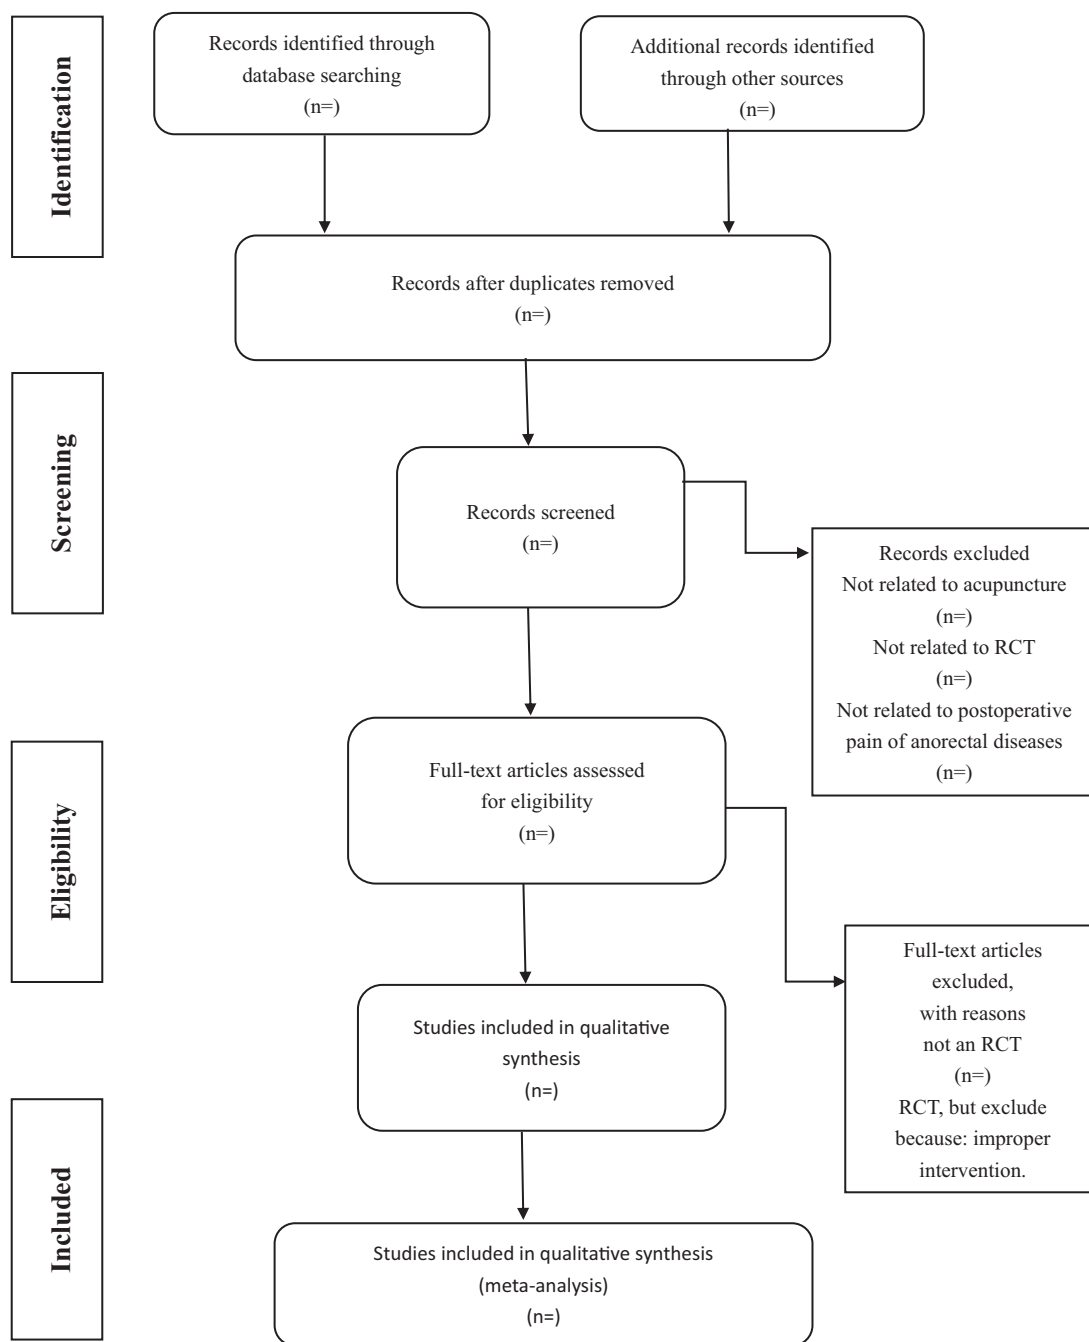 Identification
Records identified through
database searching
(n=)
Additional records identified
through other sources
(n=)
Records after duplicates removed
(n=)
Screening
Records screened
(n=)
Records excluded
Not related to acupuncture
(n=)
Not related to RCT
(n=)
Not related to postoperative
pain of anorectal diseases
(n=)
Eligibility
Full-text articles assessed
for eligibility
(n=)
Full-text articles
excluded,
with reasons
not an RCT
(n=)
RCT, but exclude
because: improper
intervention.
Studies included in qualitative
synthesis
(n=)
Included
Studies included in qualitative synthesis
(meta-analysis)
(n=)